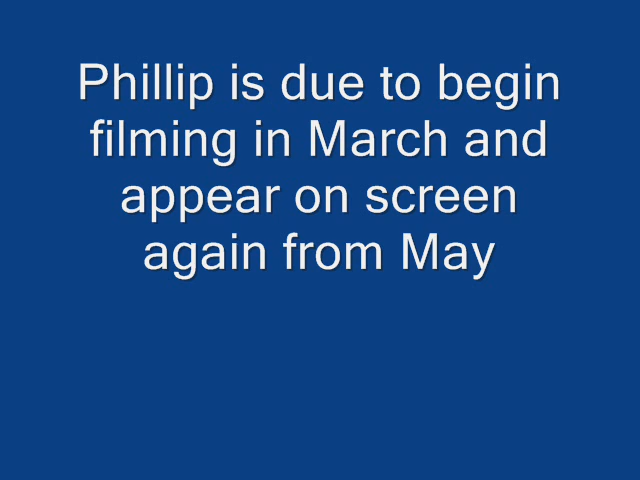 Phillip is due to begin
filming in March and
appear on screen
again from May